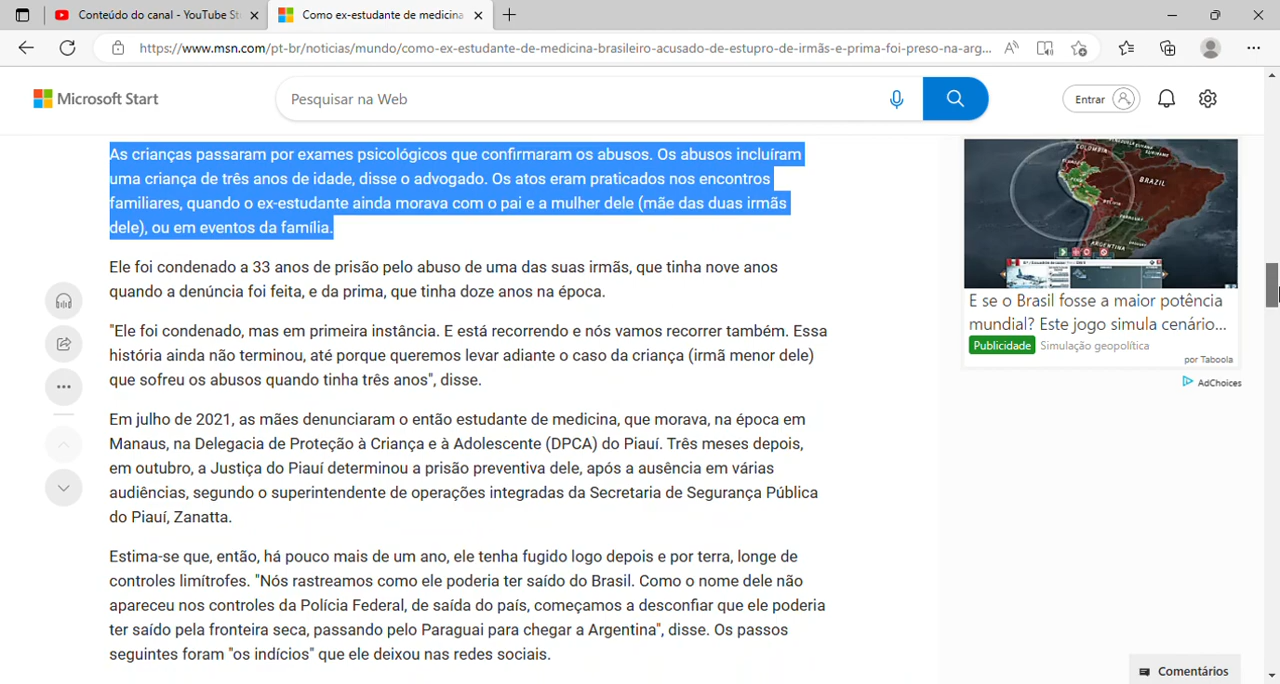 Conteúdo do canal - YouTube St
Como ex-estudante de medicina
https://www.msn.com/pt-br/noticias/mundo/como-ex-estudante-de-medicina-brasileiro-acusado-de-estupro-de-irmãs-e-prima-foi-preso-na-arg...
Microsoft Start
Pesquisar na Web
Entrar
As crianças passaram por exames psicológicos que confirmaram os abusos. Os abusos incluíram
uma criança de três anos de idade, disse o advogado. Os atos eram praticados nos encontros
familiares, quando o ex-estudante ainda morava com o pai e a mulher dele (mãe das duas irmãs
dele), ou em eventos da família.
Ele foi condenado a 33 anos de prisão pelo abuso de uma das suas irmãs, que tinha nove anos
quando a denúncia foi feita, e da prima, que tinha doze anos na época.
"Ele foi condenado, mas em primeira instância. E está recorrendo e nós vamos recorrer também. Essa
história ainda não terminou, até porque queremos levar adiante o caso da criança (irmã menor dele)
que sofreu os abusos quando tinha três anos", disse.
Em julho de 2021, as mães denunciaram o então estudante de medicina, que morava, na época em
Manaus, na Delegacia de Proteção à Criança e à Adolescente (DPCA) do Piauí. Três meses depois,
em outubro, a Justiça do Piauí determinou a prisão preventiva dele, após a ausência em várias
audiências, segundo o superintendente de operações integradas da Secretaria de Segurança Pública
do Piauí, Zanatta.
Estima-se que, então, há pouco mais de um ano, ele tenha fugido logo depois e por terra, longe de
controles limítrofes. "Nós rastreamos como ele poderia ter saído do Brasil. Como o nome dele não
apareceu nos controles da Polícia Federal, de saída do país, começamos a desconfiar que ele poderia
ter saído pela fronteira seca, passando pelo Paraguai para chegar a Argentina", disse. Os passos
seguintes foram "os indícios" que ele deixou nas redes sociais.
COLOMBIA
BRAZIL
ARGENTINA
E se o Brasil fosse a maior potência
mundial? Este jogo simula cenário...
Publicidade Simulação geopolítica
por Taboola
AdChoices
Comentários